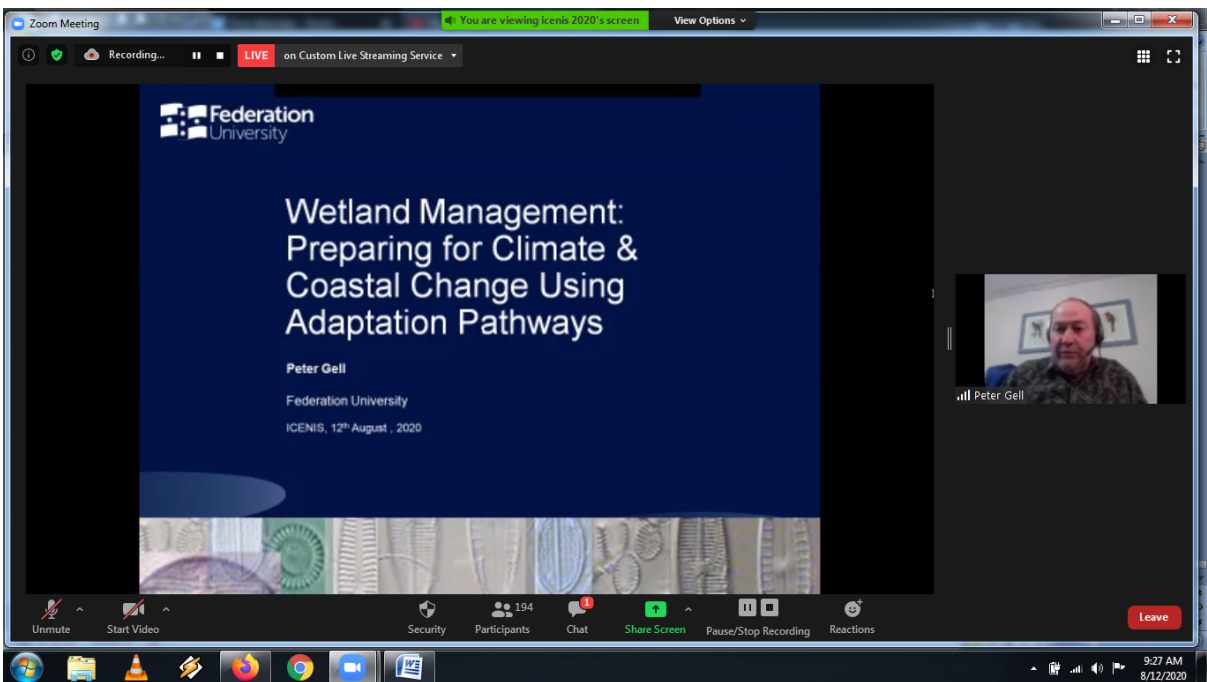 Zoom Meeting
You are viewing icenis 2020's screen
View Options
Recording...
LIVE
on Custom Live Streaming Service
Federation
University
Wetland Management:
Preparing for Climate &
Coastal Change Using
Adaptation Pathways
Peter Gell
Federation University
ICENIS, 12th August , 2020
Peter Gell
Unmute
Start Video
Security
194
Participants
1
Chat
Share Screen
Pause/Stop Recording
Reactions
Leave
9:27 AM
8/12/2020